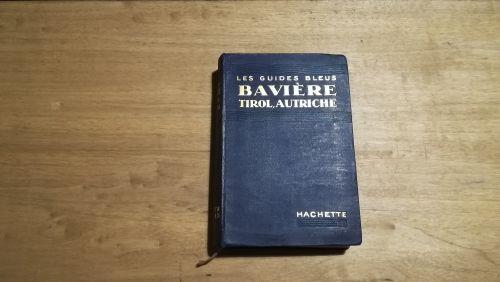 LES GUIDES BLEUS
BAVIÈRE
TIROL, AUTRICHE
HACHETTE